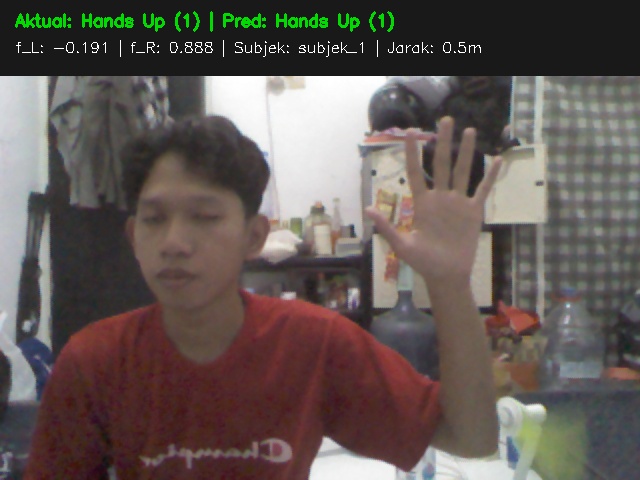 Aktual: Hands Up (1) | Pred: Hands Up (1)
f_L: -0.191 | f_R: 0.888 | Subjek: subjek_1 | Jarak: 0.5m
Champion